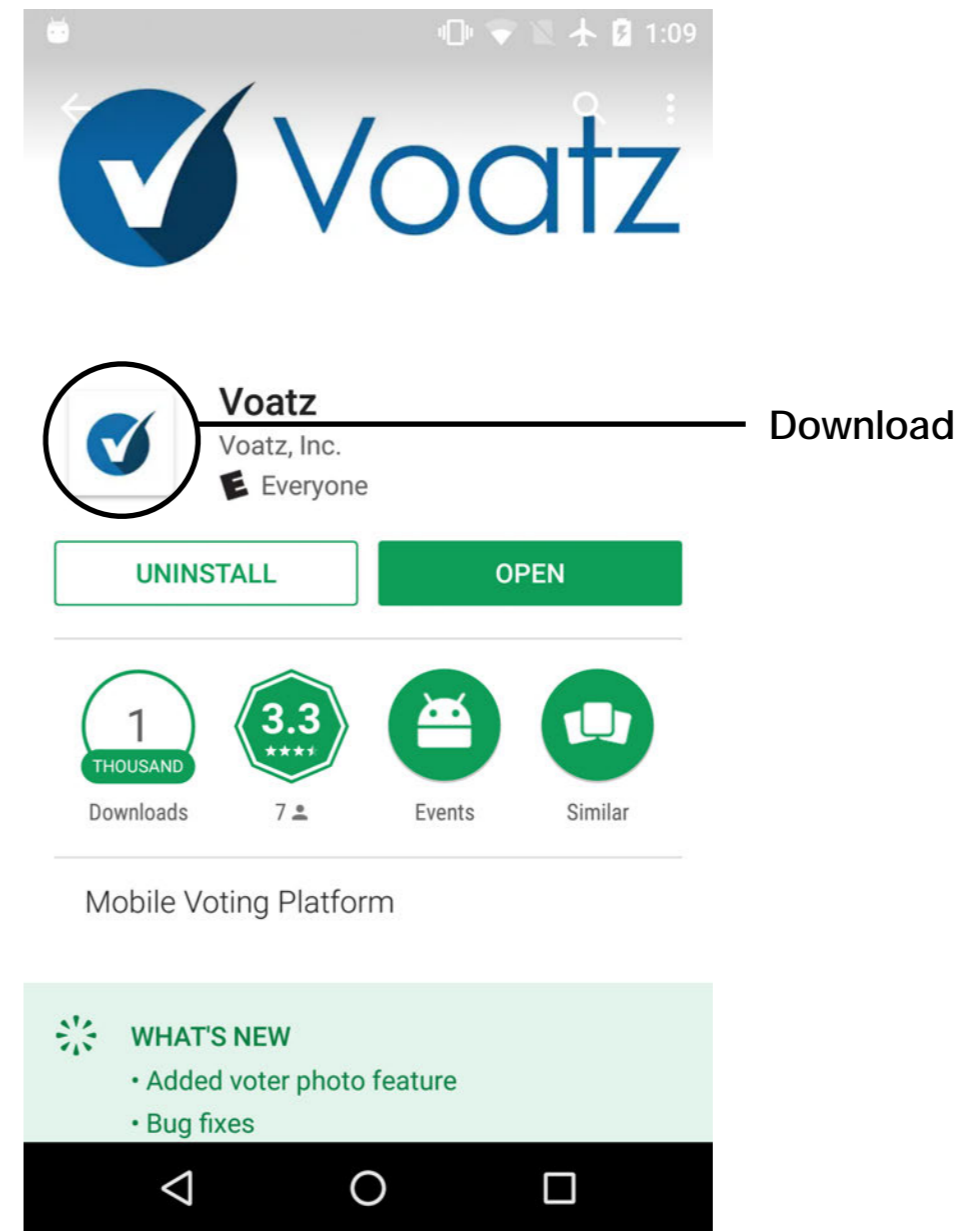 1:09
Voatz
Voatz
Download
Voatz, Inc.
E Everyone
UNINSTALL
OPEN
1
THOUSAND
3.3
Downloads
7
Events
Similar
Mobile Voting Platform
WHAT'S NEW
• Added voter photo feature
• Bug fixes